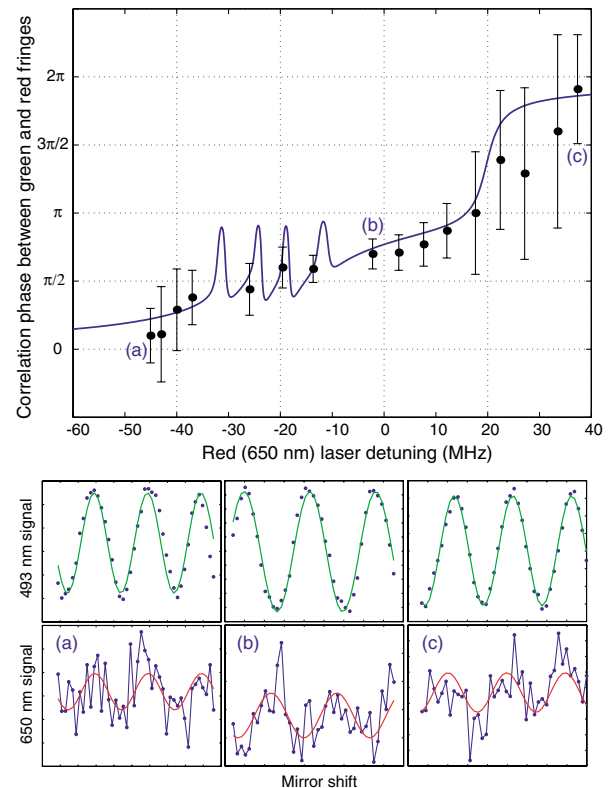 Correlation phase between green and red fringes
2π
3π/2
π
π/2
0
(a)
(b)
(c)
-60 -50 -40 -30 -20 -10 0 10 20 30 40
Red (650 nm) laser detuning (MHz)
493 nm signal
650 nm signal
(a)
(b)
(c)
Mirror shift